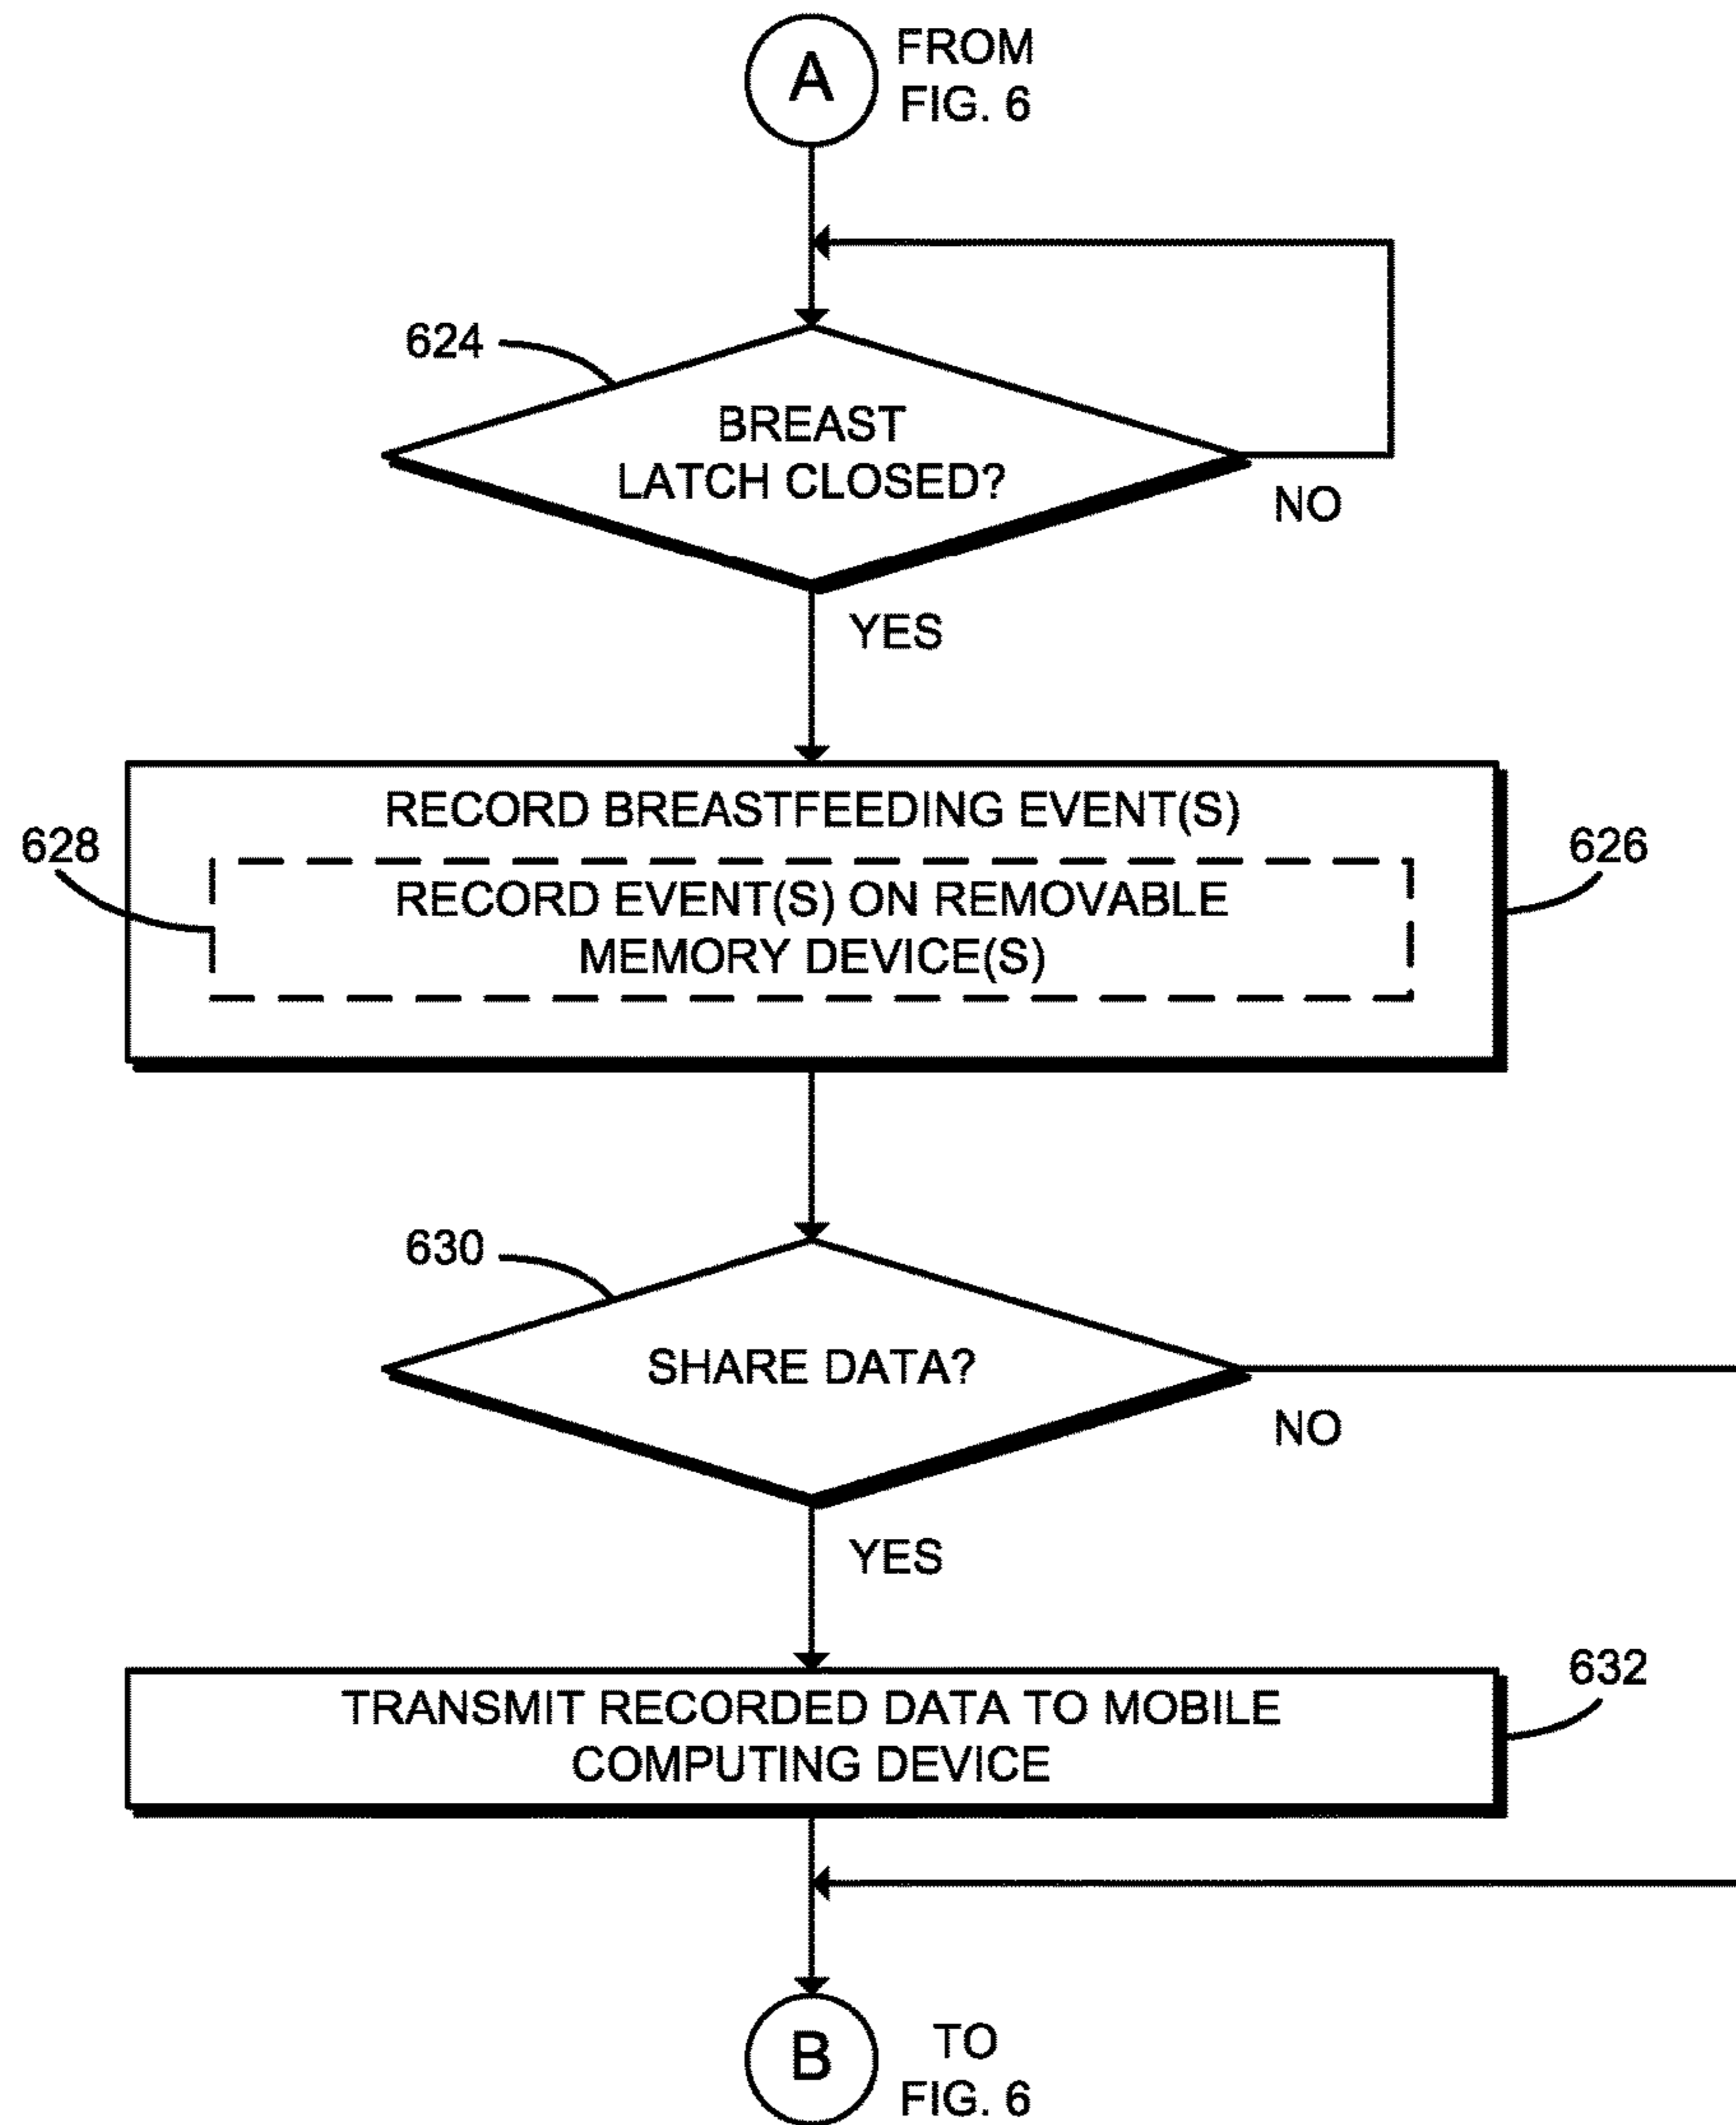 A
FROM
FIG. 6
624
BREAST
LATCH CLOSED?
NO
YES
RECORD BREASTFEEDING EVENT(S)
628
626
RECORD EVENT(S) ON REMOVABLE
MEMORY DEVICE(S)
630
SHARE DATA?
NO
YES
632
TRANSMIT RECORDED DATA TO MOBILE
COMPUTING DEVICE
B
TO
FIG. 6